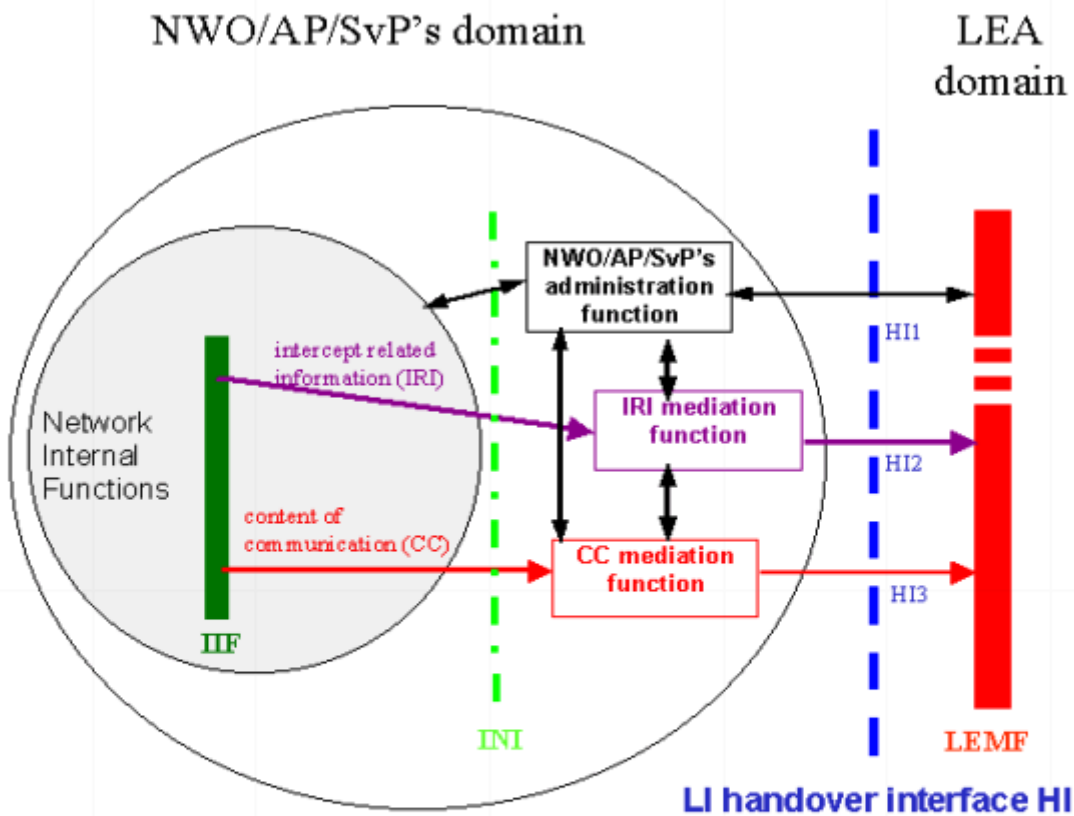 NWO/AP/SvP's domain
LEA
domain
NWO/AP/SvP's
administration
function
HI1
intercept related
information (IRI)
IRI mediation
function
HI2
Network
Internal
Functions
content of
communication (CC)
CC mediation
function
HI3
IIF
INI
LEMF
LI handover interface HI